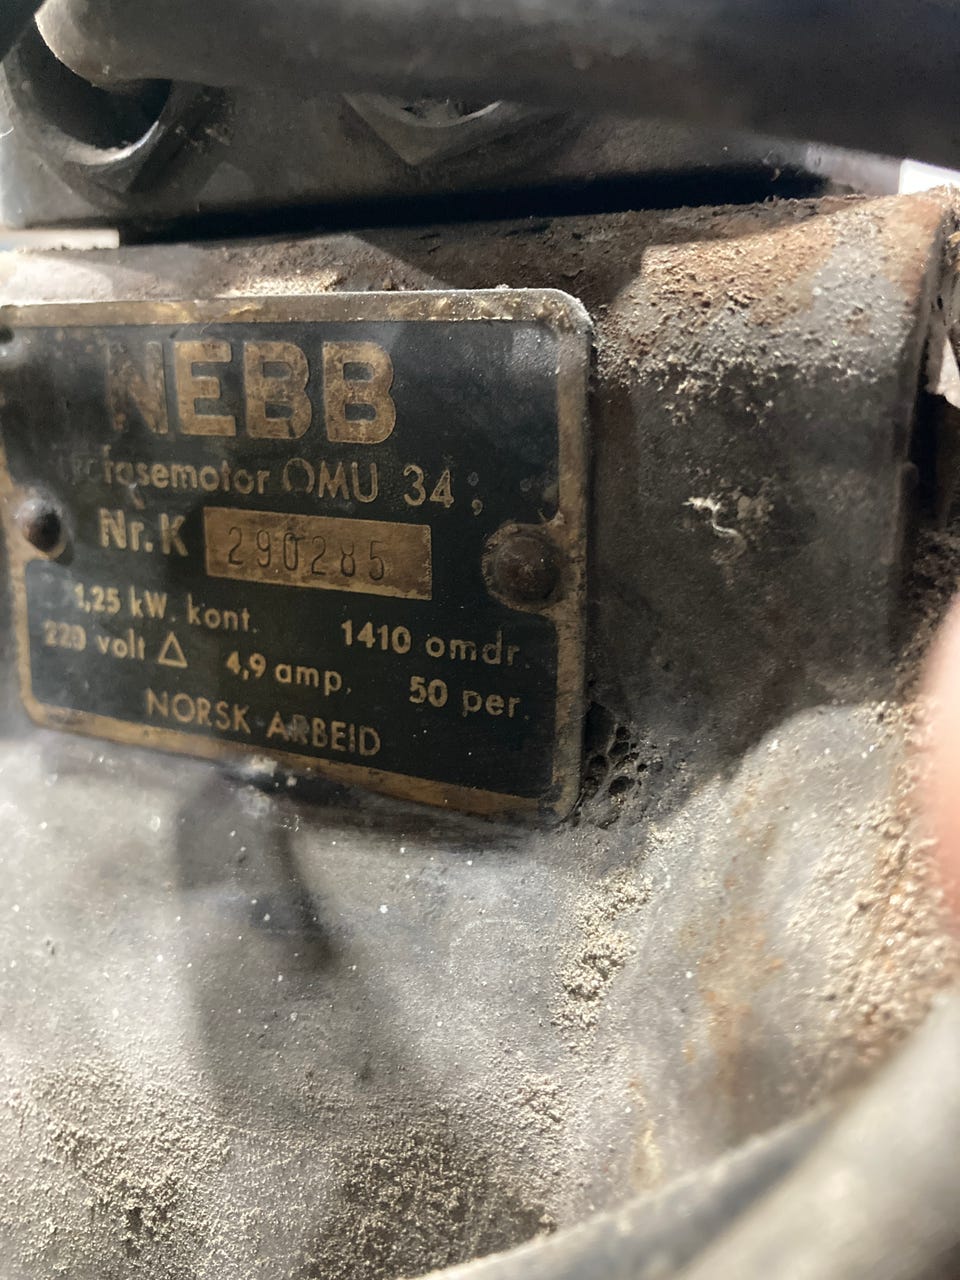 NEBB
Trefasemotor OMU 34;
Nr. K 290285
1,25 kW. kont. 1410 omdr.
220 volt Δ 4,9 amp. 50 per.
NORSK ARBEID